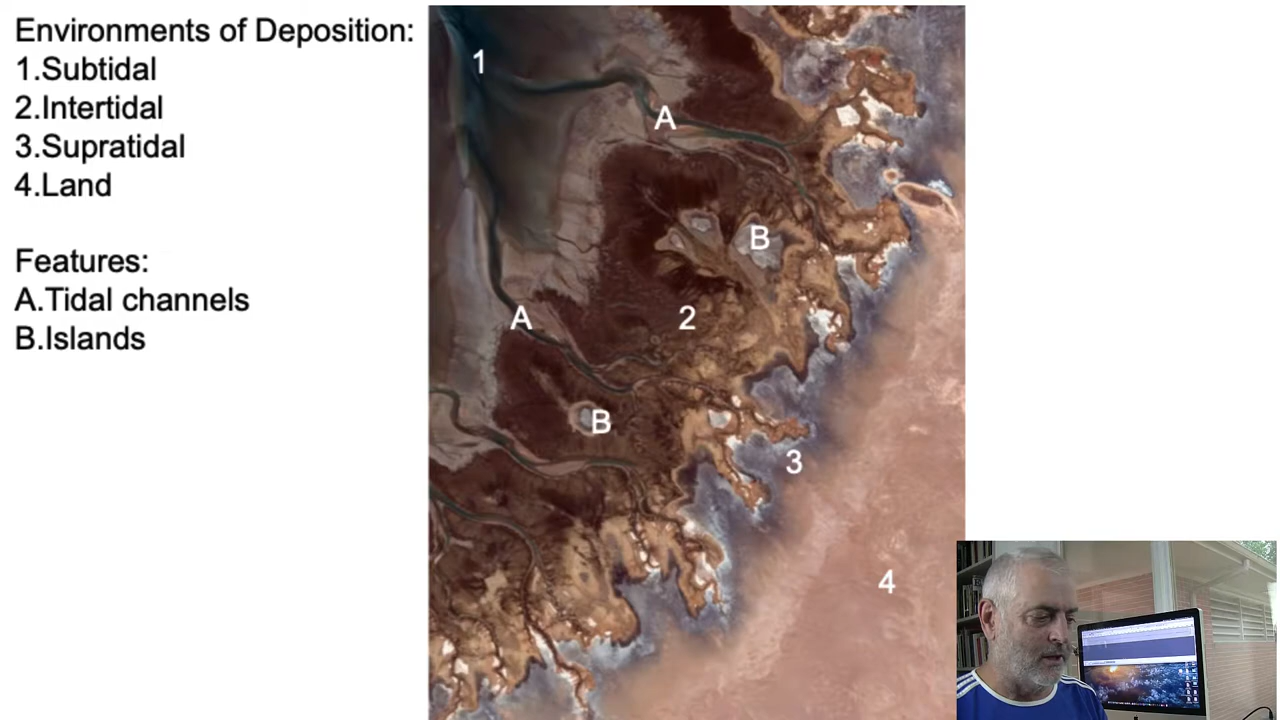 Environments of Deposition:
1.Subtidal
2.Intertidal
3.Supratidal
4.Land
Features:
A.Tidal channels
B.Islands
1
A
B
2
A
B
3
4